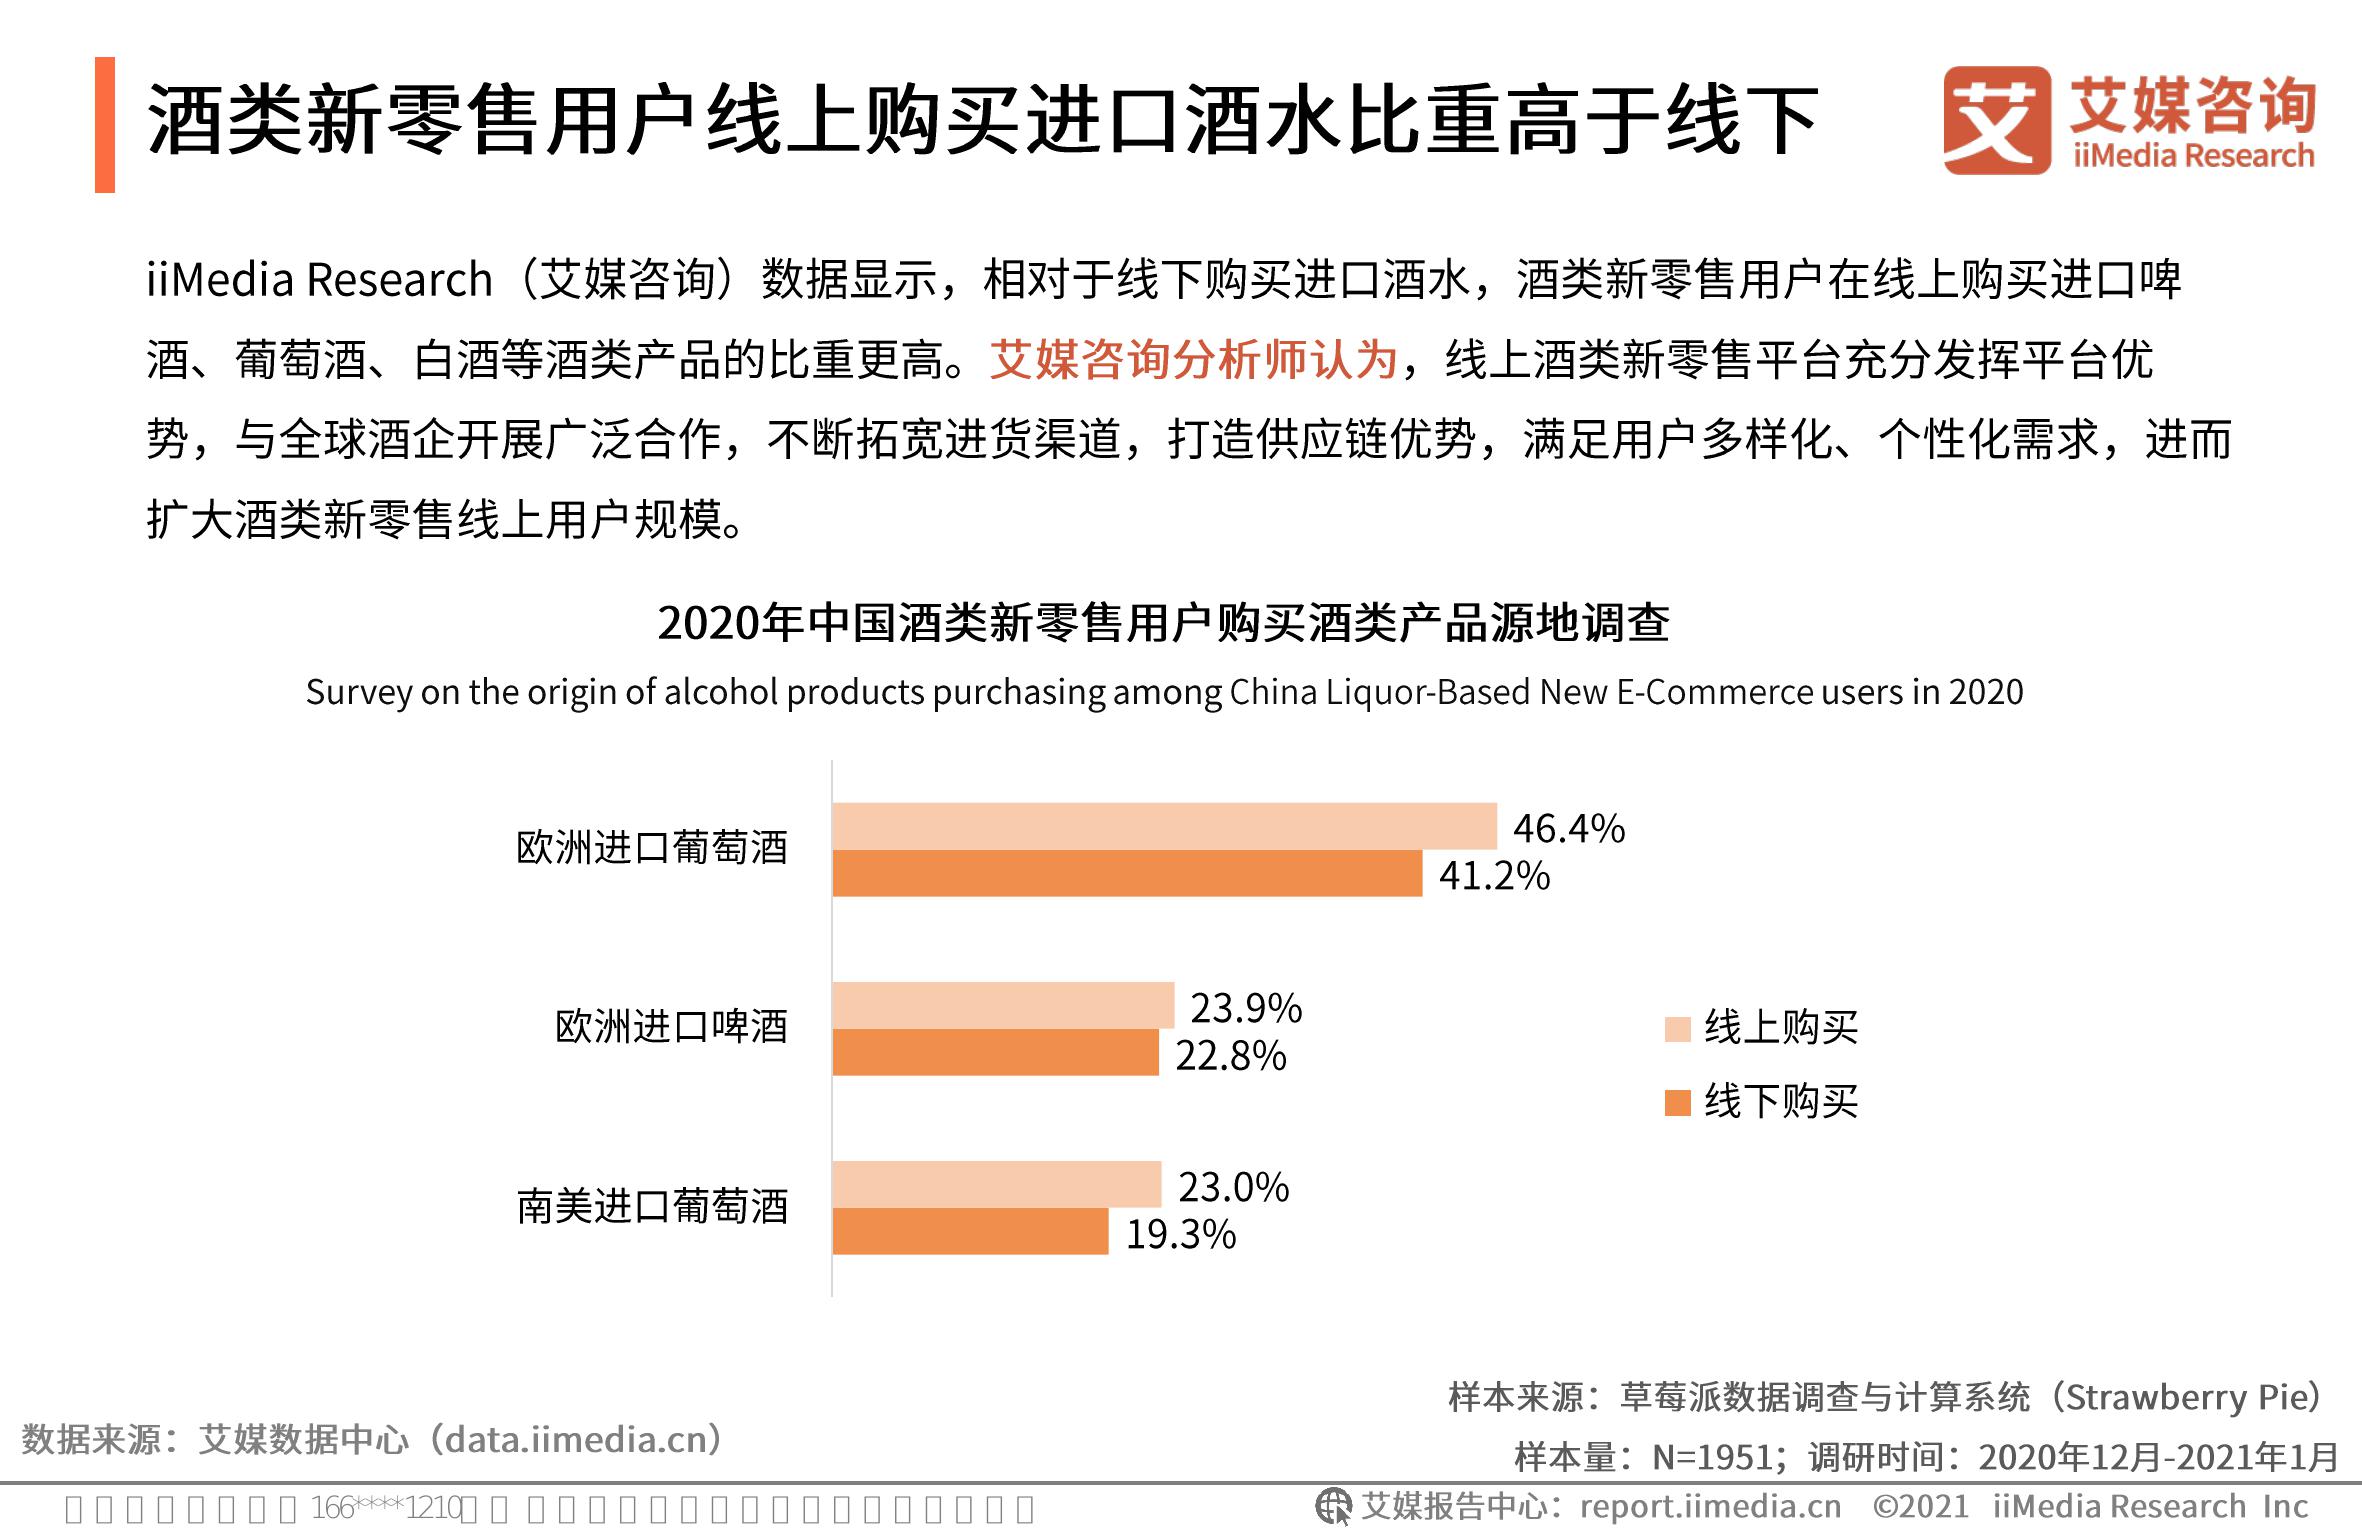 酒类新零售用户线上购买进口酒水比重高于线下
艾 艾媒咨询
iiMedia Research
iiMedia Research（艾媒咨询）数据显示，相对于线下购买进口酒水，酒类新零售用户在线上购买进口啤
酒、葡萄酒、白酒等酒类产品的比重更高。艾媒咨询分析师认为，线上酒类新零售平台充分发挥平台优
势，与全球酒企开展广泛合作，不断拓宽进货渠道，打造供应链优势，满足用户多样化、个性化需求，进而
扩大酒类新零售线上用户规模。
2020年中国酒类新零售用户购买酒类产品源地调查
Survey on the origin of alcohol products purchasing among China Liquor-Based New E-Commerce users in 2020
欧洲进口葡萄酒
46.4%
41.2%
欧洲进口啤酒
23.9%
22.8%
南美进口葡萄酒
23.0%
19.3%
线上购买
线下购买
样本来源：草莓派数据调查与计算系统（Strawberry Pie）
数据来源：艾媒数据中心（data.iimedia.cn）
样本量：N=1951；调研时间：2020年12月-2021年1月
166****1210
艾媒报告中心：report.iimedia.cn ©2021 iiMedia Research Inc